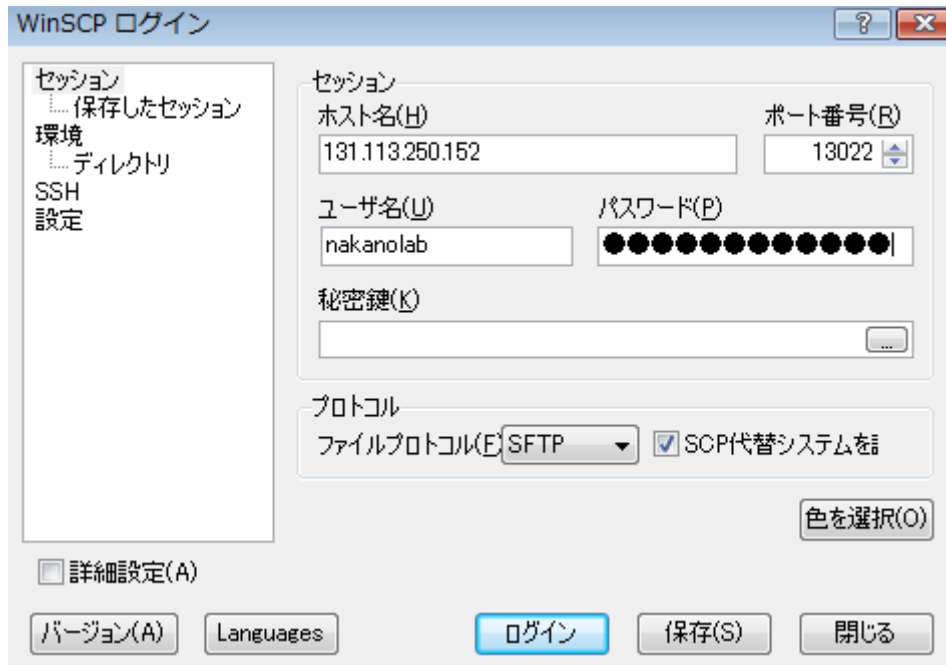 WinSCP ログイン
セッション
保存したセッション
環境
ディレクトリ
SSH
設定
セッション
ホスト名(H)
ポート番号(R)
131.113.250.152
13022
ユーザ名(U)
パスワード(P)
nakanolab
●●●●●●●●●●●●
秘密鍵(K)
...
プロトコル
ファイルプロトコル(F) SFTP
SCP代替システムを
色を選択(O)
詳細設定(A)
バージョン(A)
Languages
ログイン
保存(S)
閉じる